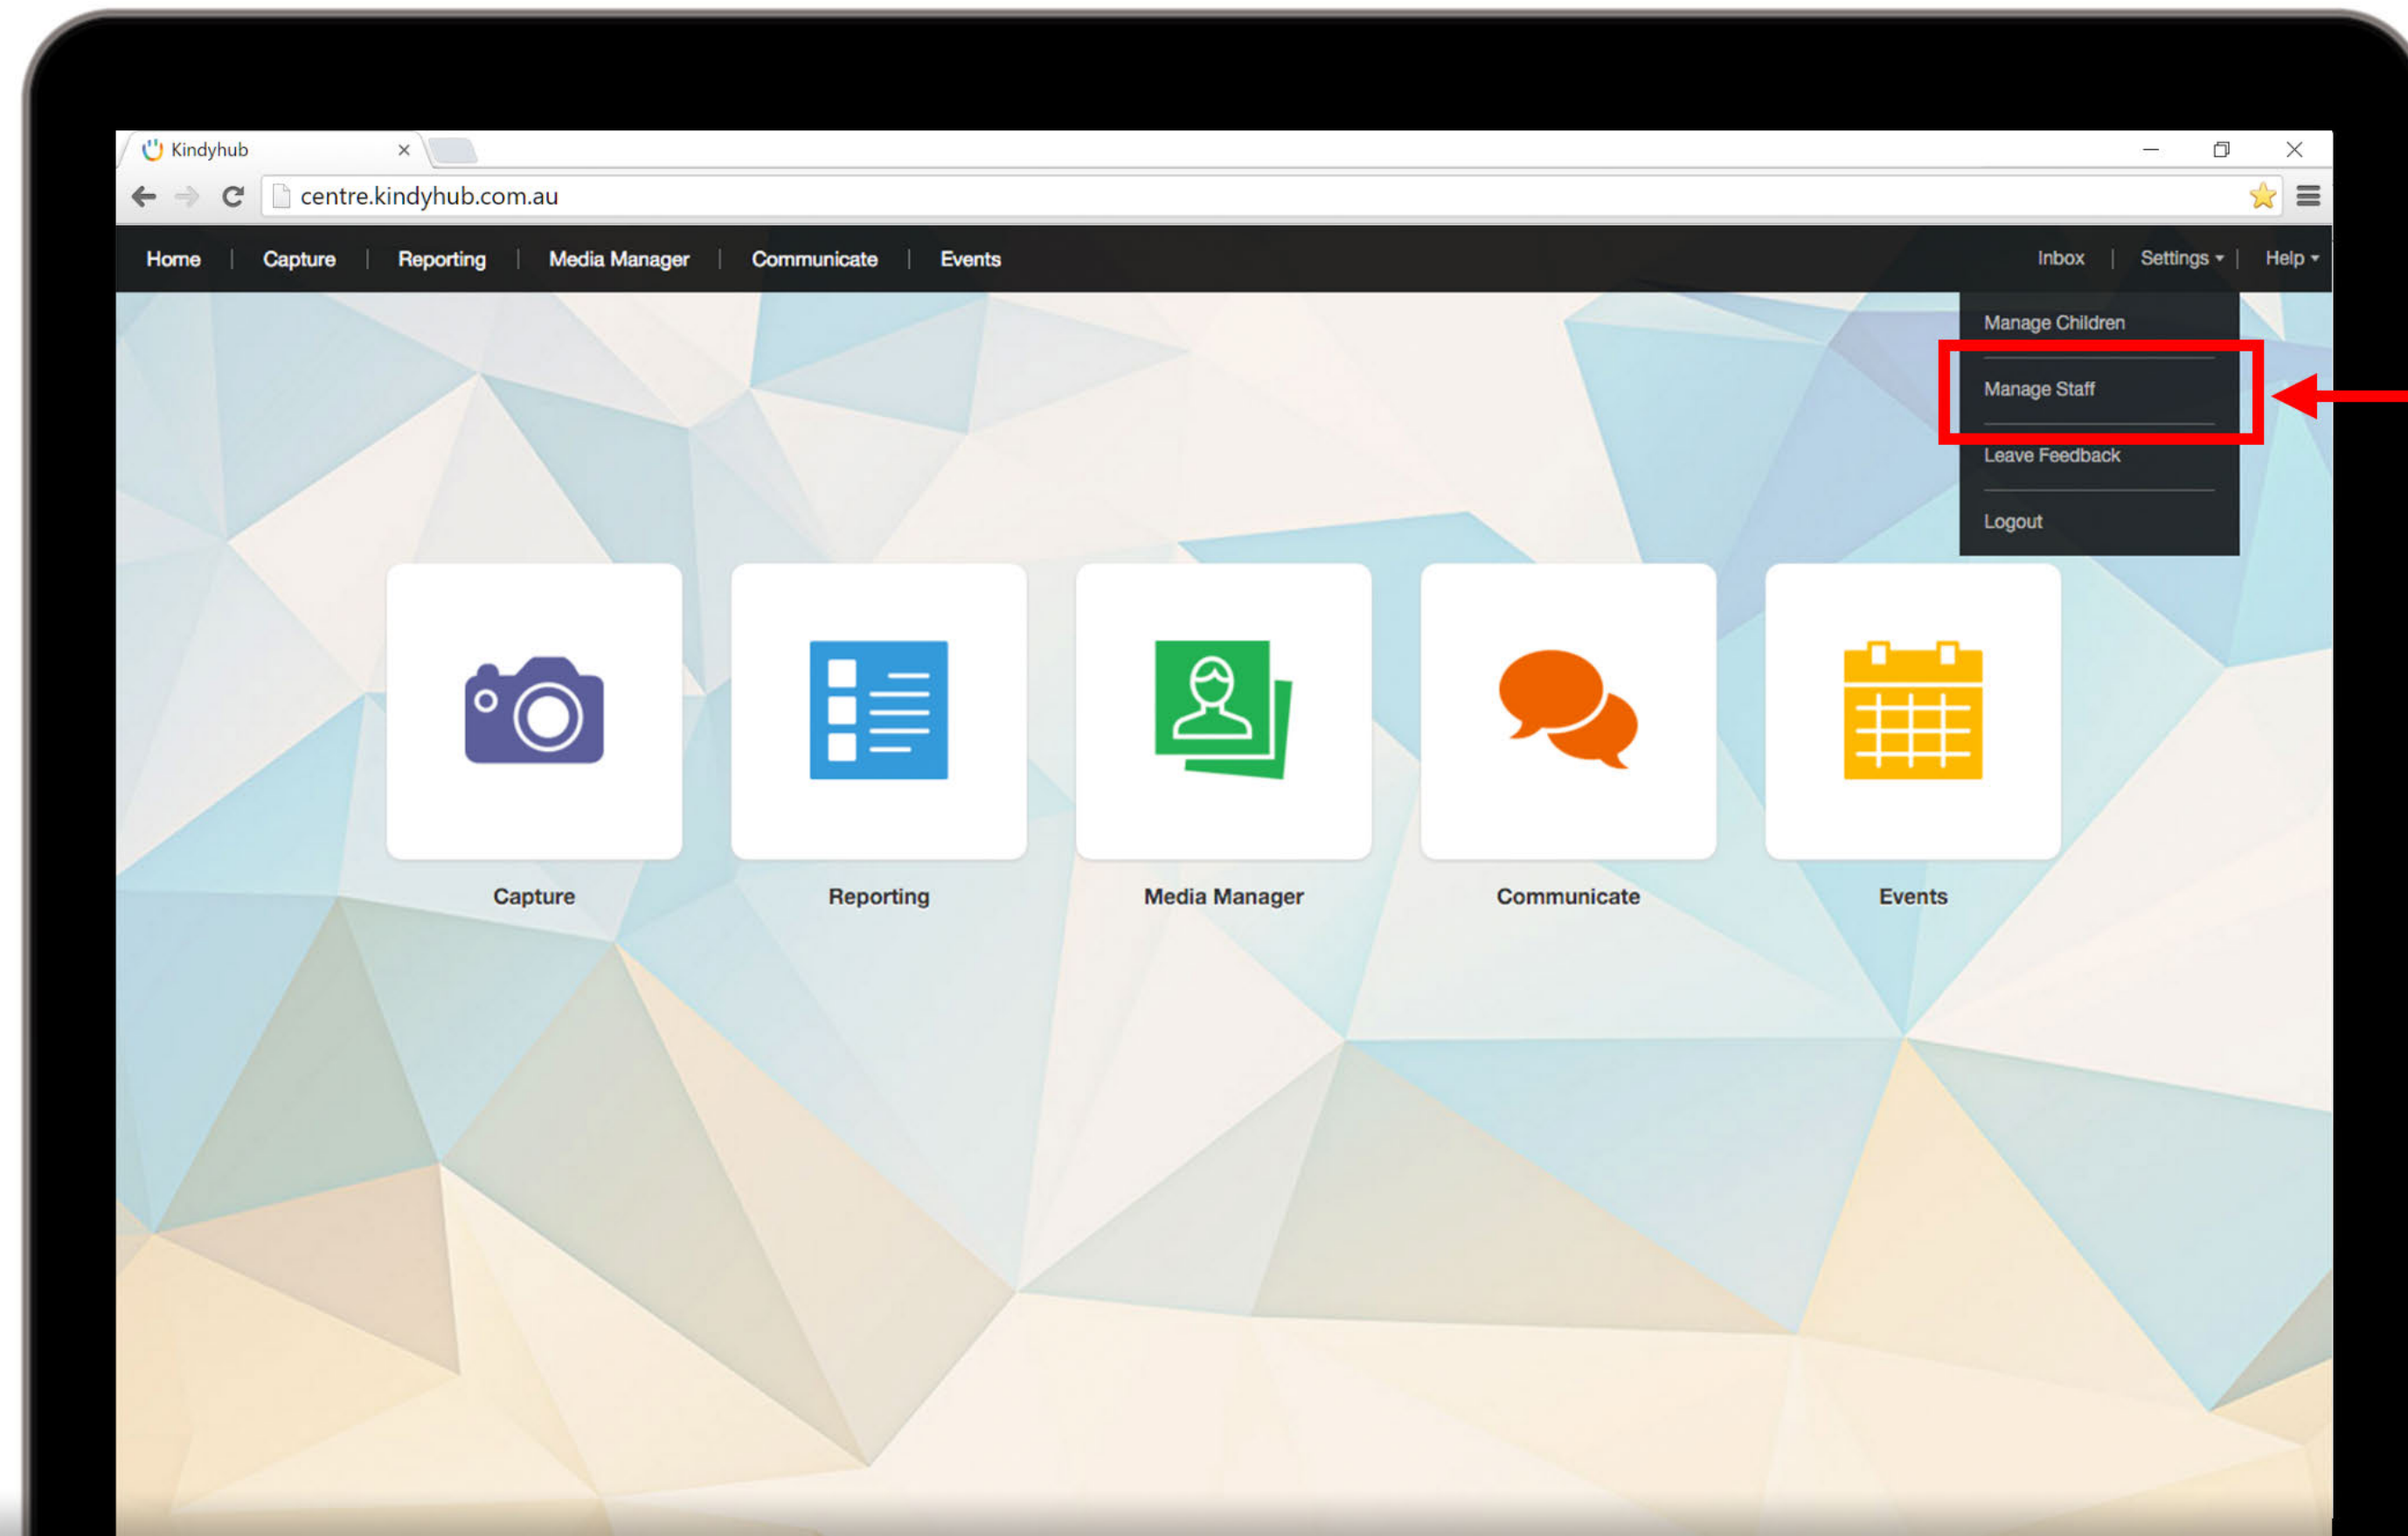 Kindyhub
centre.kindyhub.com.au
Home | Capture | Reporting | Media Manager | Communicate | Events
Inbox | Settings | Help
Manage Children
Manage Staff
Leave Feedback
Logout
Capture
Reporting
Media Manager
Communicate
Events